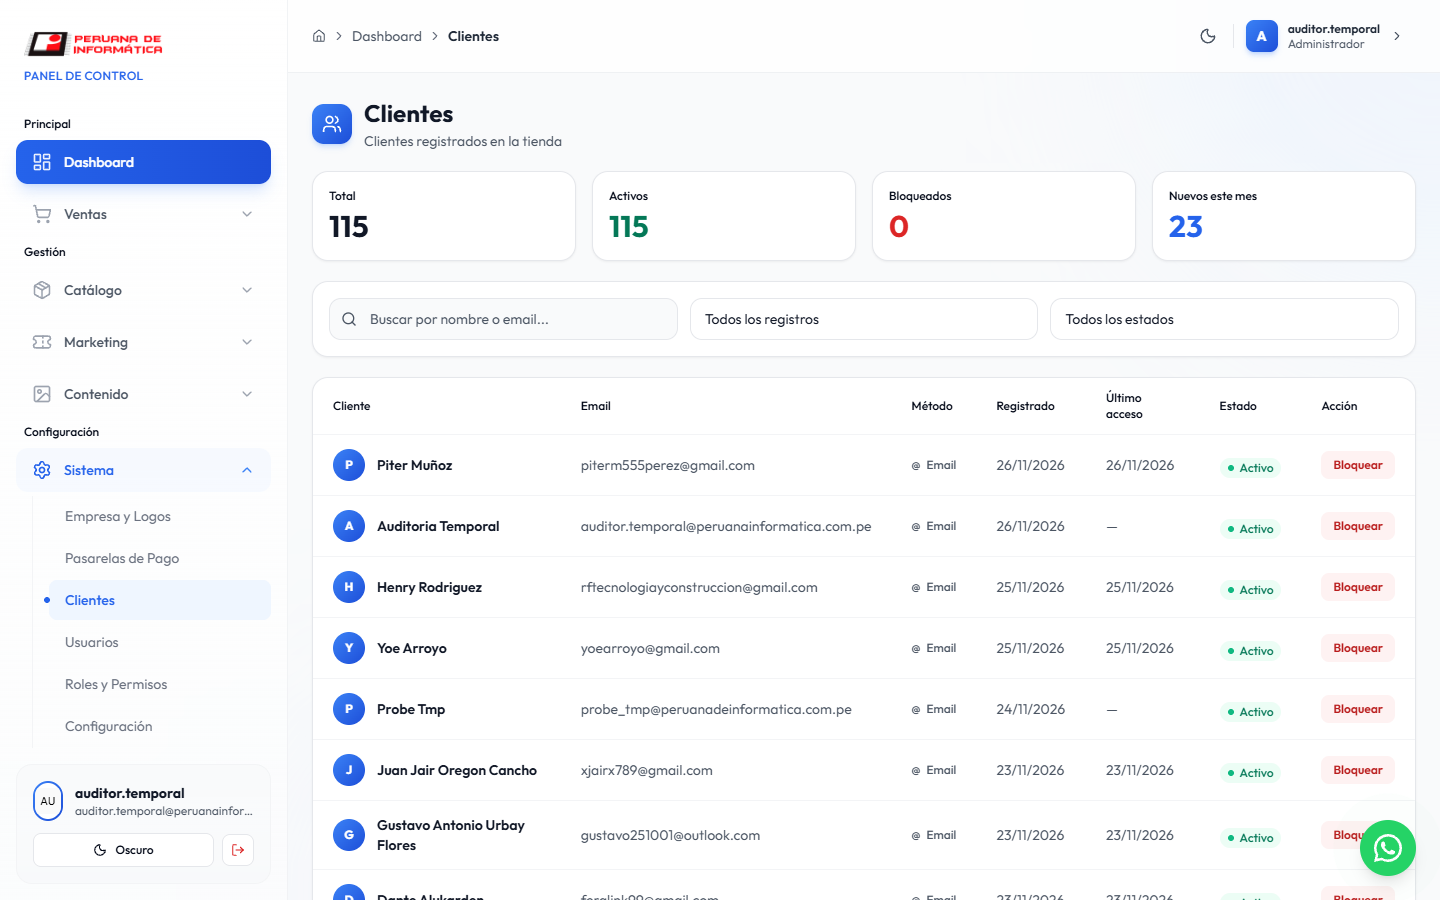 PERUANA DE
INFORMÁTICA
PANEL DE CONTROL
Principal
Dashboard
Ventas
Gestión
Catálogo
Marketing
Contenido
Configuración
Sistema
Empresa y Logos
Pasarelas de Pago
Clientes
Usuarios
Roles y Permisos
Configuración
AU
auditor.temporal
auditor.temporal@peruanainfor...
Oscuro
Dashboard
Clientes
A
auditor.temporal
Administrador
Clientes
Clientes registrados en la tienda
Total
115
Activos
115
Bloqueados
0
Nuevos este mes
23
Buscar por nombre o email...
Todos los registros
Todos los estados
Cliente Email Método Registrado Último acceso Estado Acción
P Piter Muñoz piterm555perez@gmail.com @ Email 26/11/2026 26/11/2026 Activo Bloquear
A Auditoria Temporal auditor.temporal@peruanainformatica.com.pe @ Email 26/11/2026 — Activo Bloquear
H Henry Rodriguez rftecnologiayconstruccion@gmail.com @ Email 25/11/2026 25/11/2026 Activo Bloquear
Y Yoe Arroyo yoearroyo@gmail.com @ Email 25/11/2026 25/11/2026 Activo Bloquear
P Probe Tmp probe_tmp@peruanadeinformatica.com.pe @ Email 24/11/2026 — Activo Bloquear
J Juan Jair Oregon Cancho xjairx789@gmail.com @ Email 23/11/2026 23/11/2026 Activo Bloquear
G Gustavo Antonio Urbay Flores gustavo251001@outlook.com @ Email 23/11/2026 23/11/2026 Activo Bloqu